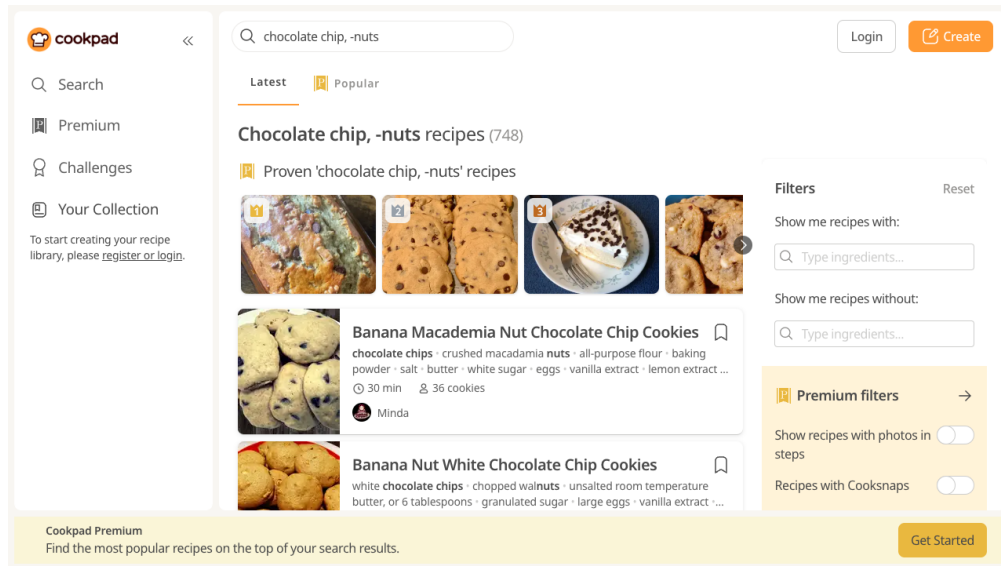 cookpad
«
chocolate chip, -nuts
Login
Create
Search
Premium
Challenges
Your Collection
To start creating your recipe
library, please register or login.
Latest
Popular
Chocolate chip, -nuts recipes (748)
Proven 'chocolate chip, -nuts' recipes
1
2
3
Banana Macademia Nut Chocolate Chip Cookies
chocolate chips · crushed macadamia nuts · all-purpose flour · baking
powder · salt · butter · white sugar · eggs · vanilla extract · lemon extract ...
30 min
36 cookies
Minda
Banana Nut White Chocolate Chip Cookies
white chocolate chips · chopped walnuts · unsalted room temperature
butter, or 6 tablespoons · granulated sugar · large eggs · vanilla extract ·...
Filters
Reset
Show me recipes with:
Type ingredients...
Show me recipes without:
Type ingredients...
Premium filters
Show recipes with photos in
steps
Recipes with Cooksnaps
Cookpad Premium
Find the most popular recipes on the top of your search results.
Get Started